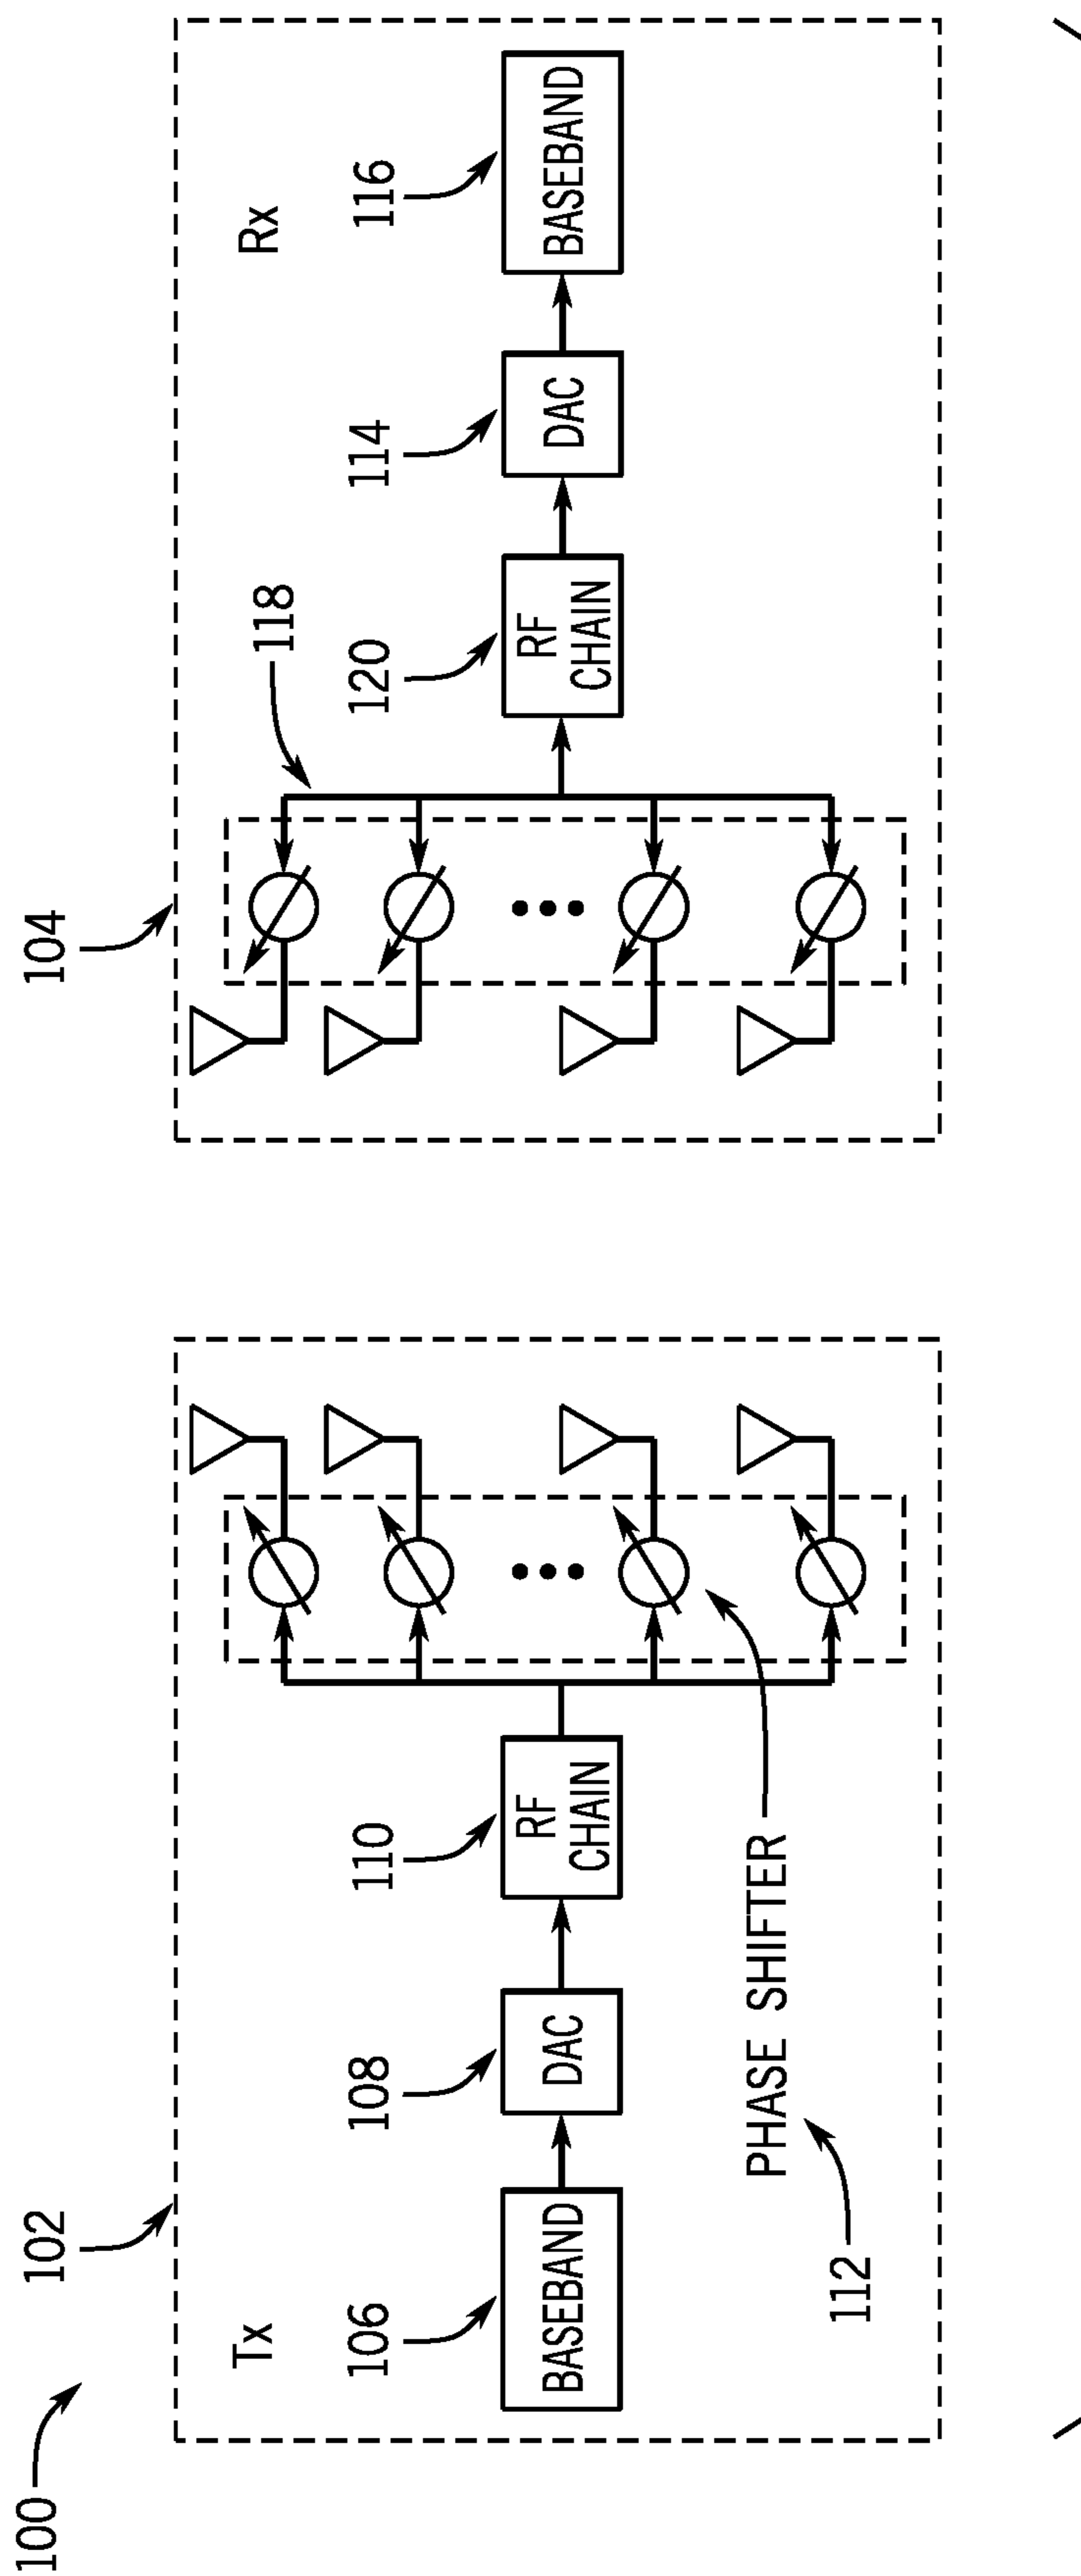 100
102
104
Tx
Rx
106
108
110
118
120
114
116
BASEBAND
DAC
RF
CHAIN
RF
CHAIN
DAC
BASEBAND
PHASE SHIFTER
112